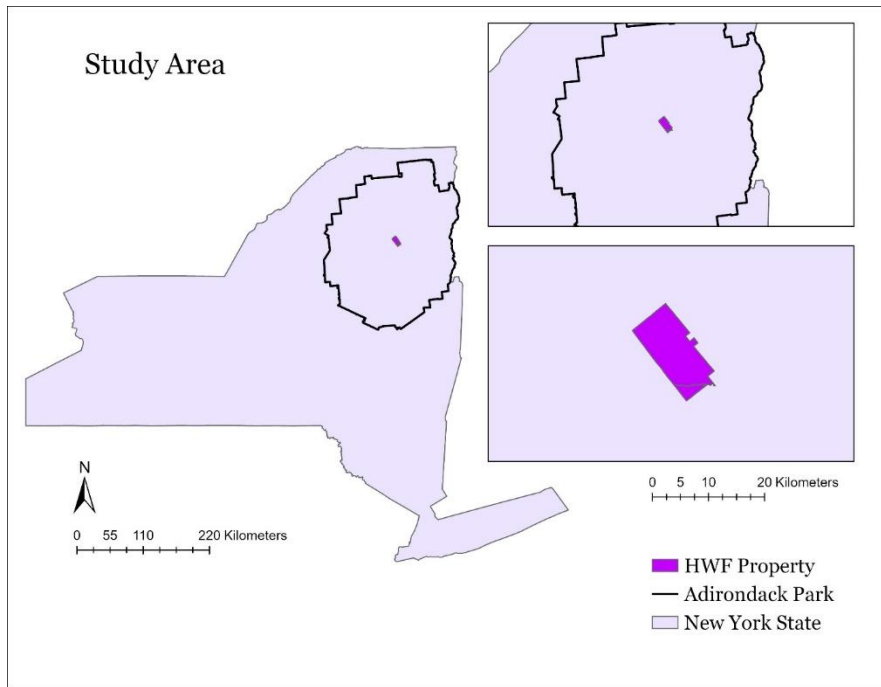 Study Area
N
0 55 110 220 Kilometers
0 5 10 20 Kilometers
HWF Property
Adirondack Park
New York State